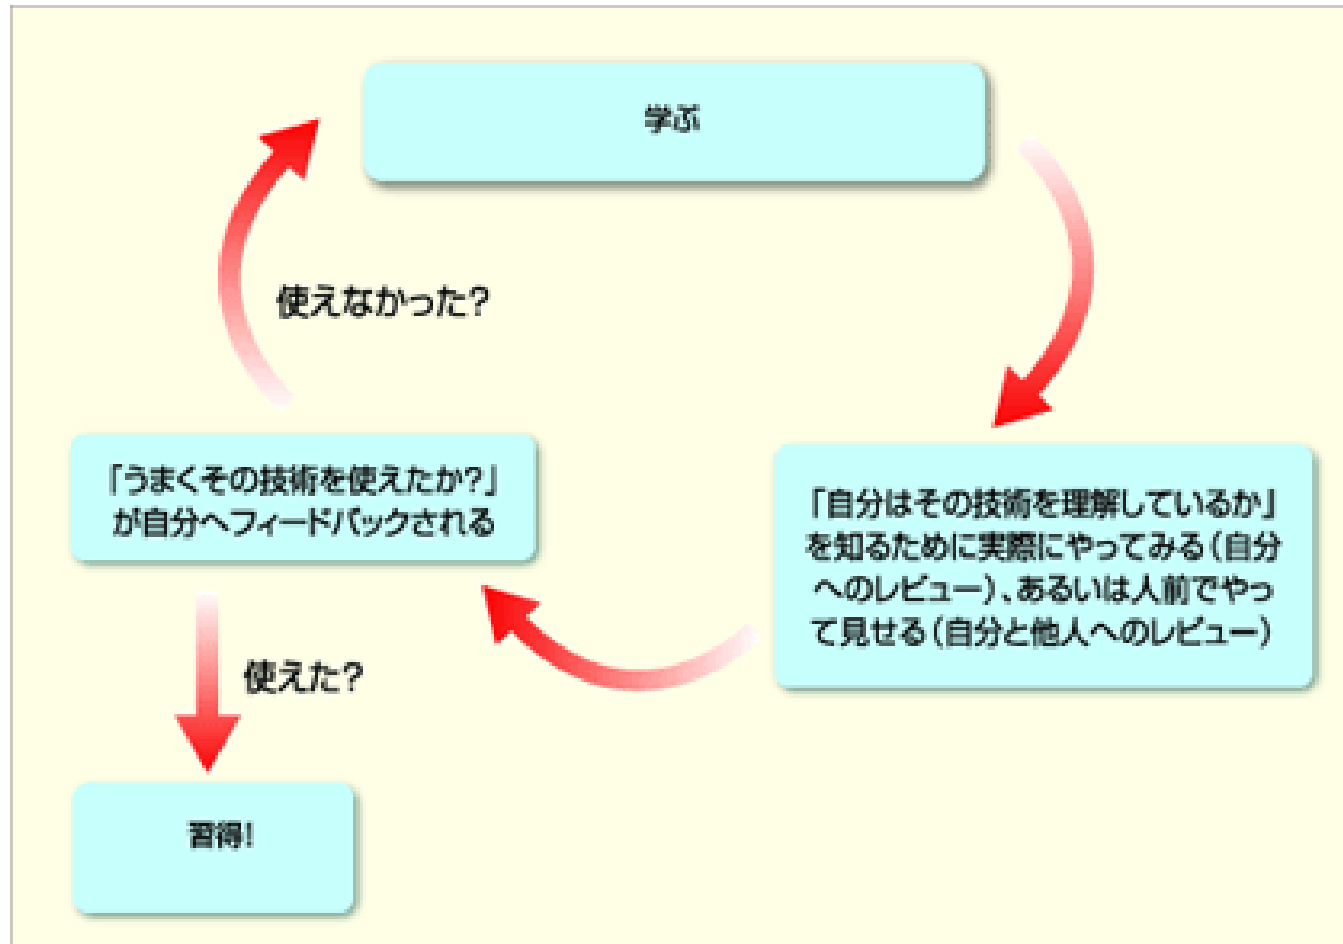 学ぶ
使えなかった?
「うまくその技術を使えたか?」
が自分へフィードバックされる
「自分はその技術を理解しているか」
を知るために実際にやってみる(自分
へのレビュー)、あるいは人前でやっ
て見せる(自分と他人へのレビュー)
使えた?
習得!